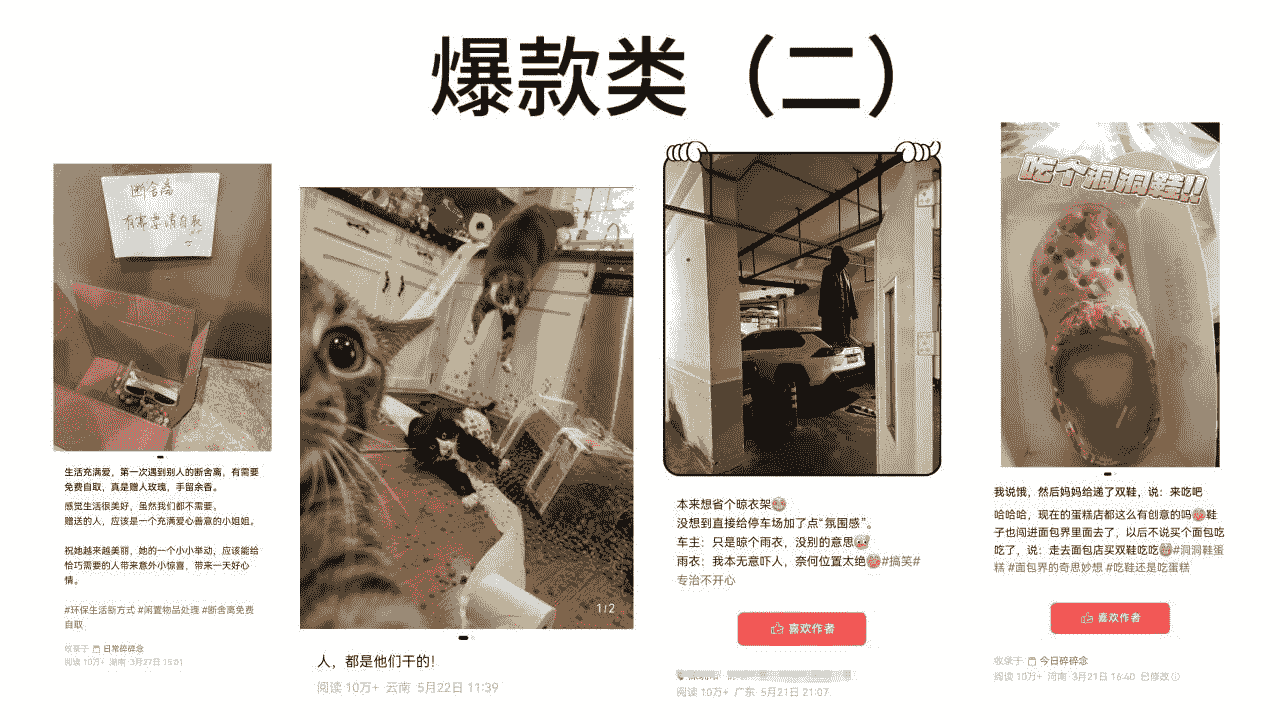 爆款类（二）
断舍离
有需要请自取
生活充满爱，第一次遇到别人的断舍离，有需要
免费自取，真是赠人玫瑰，手留余香。
感觉生活很美好，虽然我们都不需要。
赠送的人，应该是一个充满爱心善意的小姐姐。
祝她越来越美丽，她的一个小小举动，应该能给
恰巧需要的人带来意外小惊喜，带来一天好心
情。
#环保生活新方式 #闲置物品处理 #断舍离免费
自取
收录于 日常碎碎念
阅读 10万+ 湖南 3月27日 15:01
1/2
人，都是他们干的！
阅读 10万+ 云南 5月22日 11:39
本来想省个晾衣架
没想到直接给停车场加了点“氛围感”。
车主：只是晾个雨衣，没别的意思
雨衣：我本无意吓人，奈何位置太绝#搞笑#
专治不开心
喜欢作者
阅读 10万+ 广东 5月21日 21:07
吃个洞洞鞋!!
我说饿，然后妈妈给递了双鞋，说：来吃吧
哈哈哈，现在的蛋糕店都这么有创意的吗鞋
子也闯进面包界里面去了，以后不说买个面包吃
吃了，说：走去面包店买双鞋吃吃#洞洞鞋蛋
糕 #面包界的奇思妙想 #吃鞋还是吃蛋糕
喜欢作者
收录于 今日碎碎念
阅读 10万+ 河南 3月21日 16:40 已修改